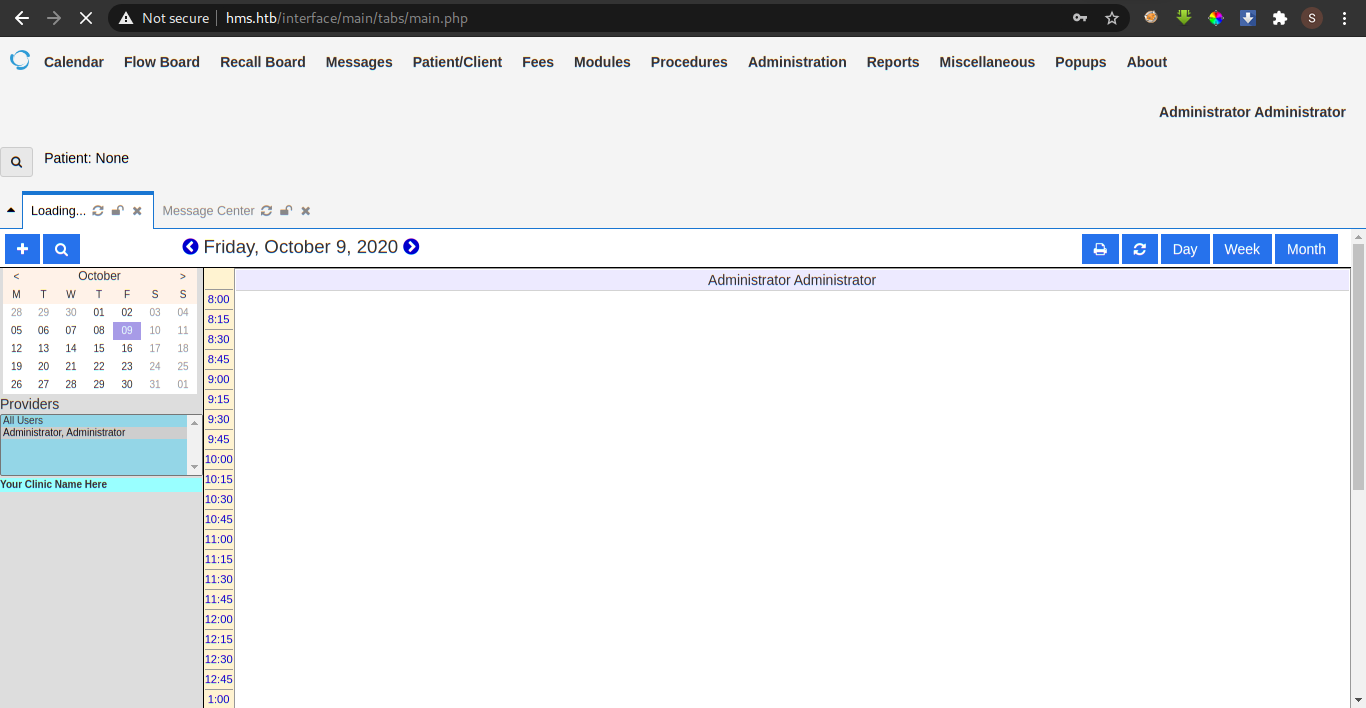 Not secure hms.htb/interface/main/tabs/main.php S
Calendar Flow Board Recall Board Messages Patient/Client Fees Modules Procedures Administration Reports Miscellaneous Popups About
Administrator Administrator
Patient: None
Loading... Message Center
Friday, October 9, 2020 Day Week Month
< October >
M T W T F S S
28 29 30 01 02 03 04
05 06 07 08 09 10 11
12 13 14 15 16 17 18
19 20 21 22 23 24 25
26 27 28 29 30 31 01
Providers
All Users
Administrator, Administrator
Your Clinic Name Here
Administrator Administrator
8:00
8:15
8:30
8:45
9:00
9:15
9:30
9:45
10:00
10:15
10:30
10:45
11:00
11:15
11:30
11:45
12:00
12:15
12:30
12:45
1:00